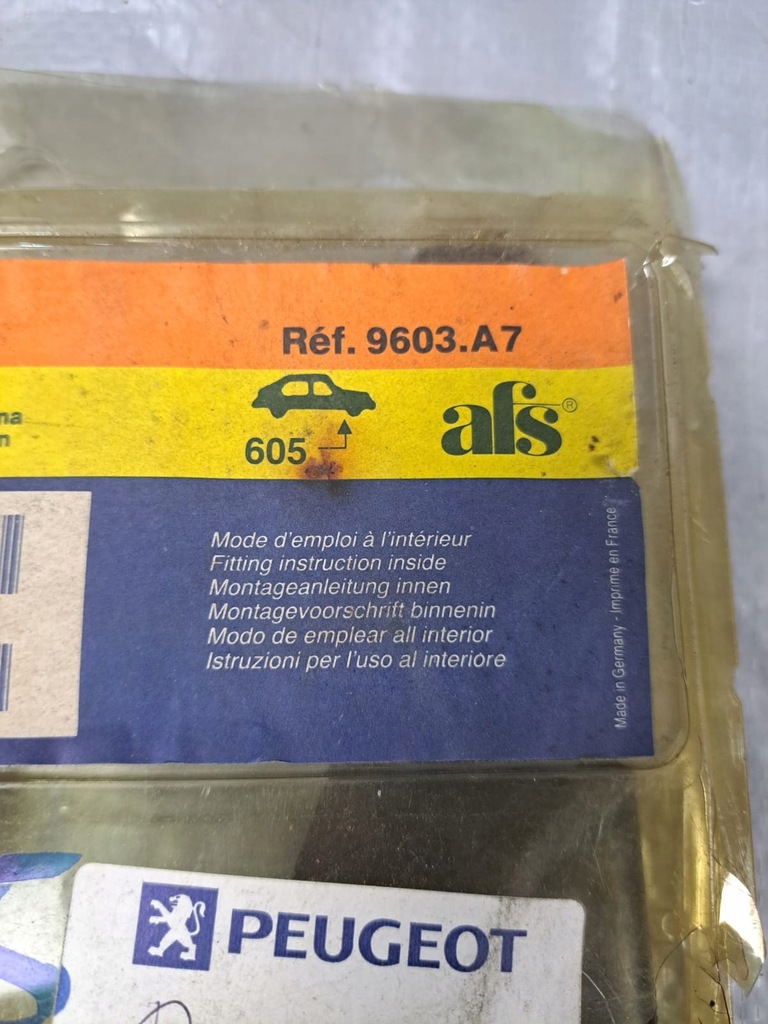 Réf. 9603.A7
na
n
605
afs®
Mode d'emploi à l'intérieur
Fitting instruction inside
Montageanleitung innen
Montagevoorschrift binnenin
Modo de emplear all interior
Istruzioni per l'uso al interiore
Made in Germany - Imprimé en France
PEUGEOT